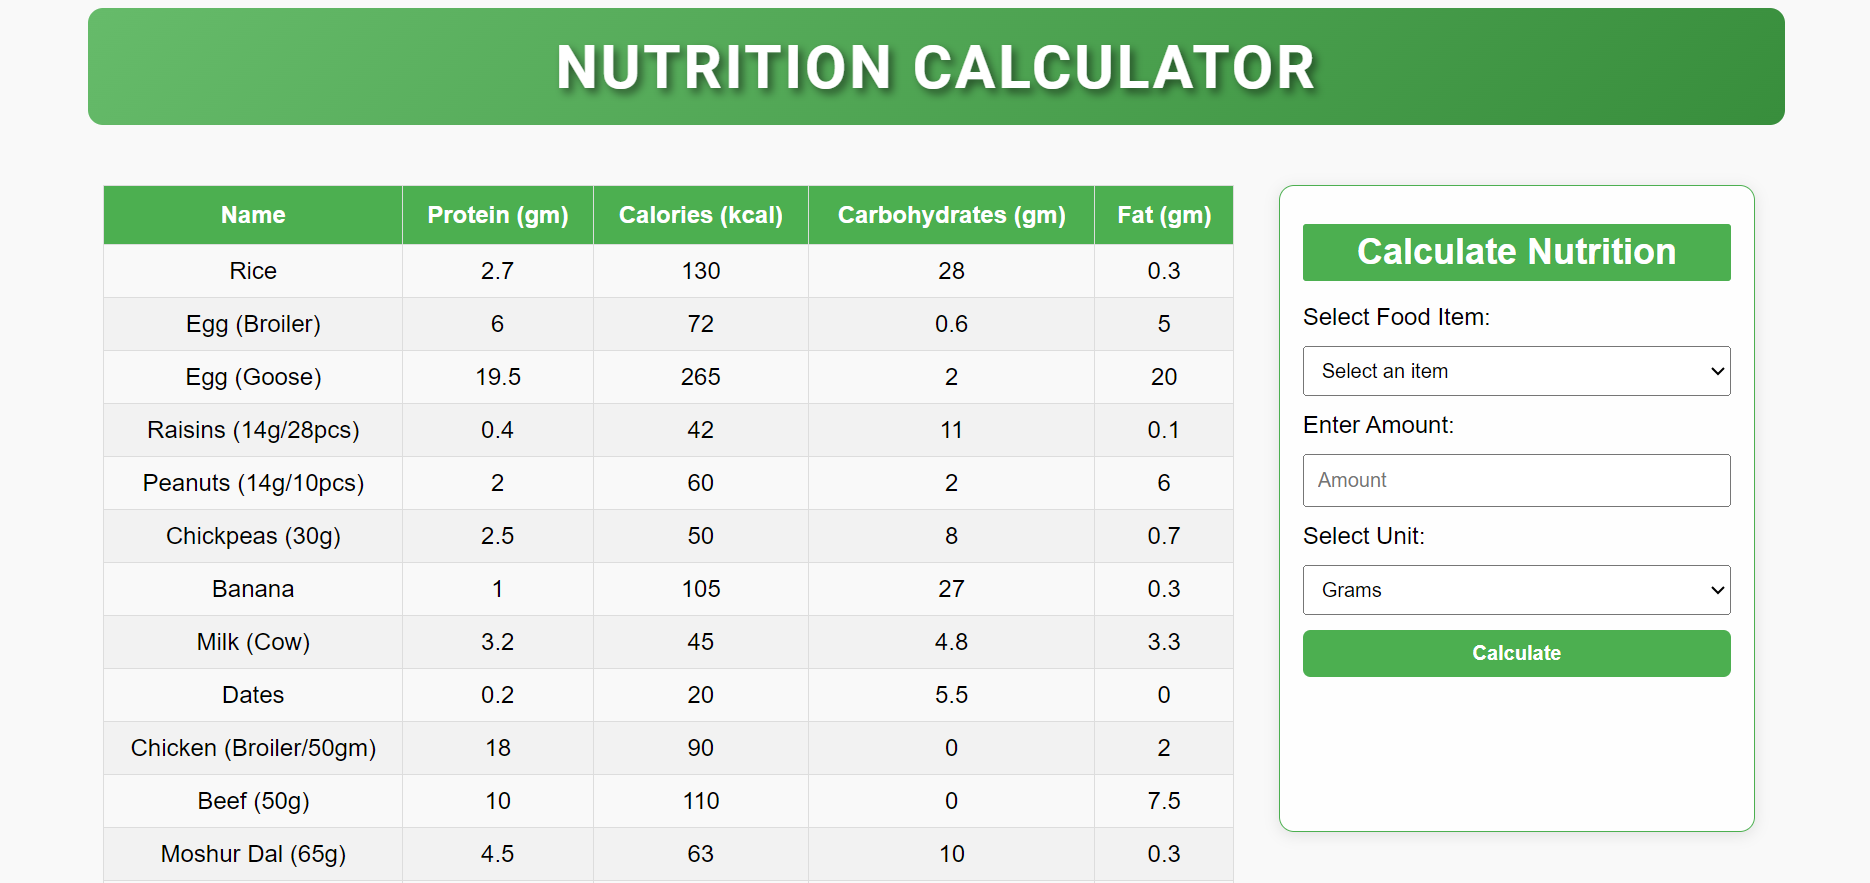 NUTRITION CALCULATOR
Name Protein (gm) Calories (kcal) Carbohydrates (gm) Fat (gm)
Rice 2.7 130 28 0.3
Egg (Broiler) 6 72 0.6 5
Egg (Goose) 19.5 265 2 20
Raisins (14g/28pcs) 0.4 42 11 0.1
Peanuts (14g/10pcs) 2 60 2 6
Chickpeas (30g) 2.5 50 8 0.7
Banana 1 105 27 0.3
Milk (Cow) 3.2 45 4.8 3.3
Dates 0.2 20 5.5 0
Chicken (Broiler/50gm) 18 90 0 2
Beef (50g) 10 110 0 7.5
Moshur Dal (65g) 4.5 63 10 0.3
Calculate Nutrition
Select Food Item:
Select an item
Enter Amount:
Amount
Select Unit:
Grams
Calculate